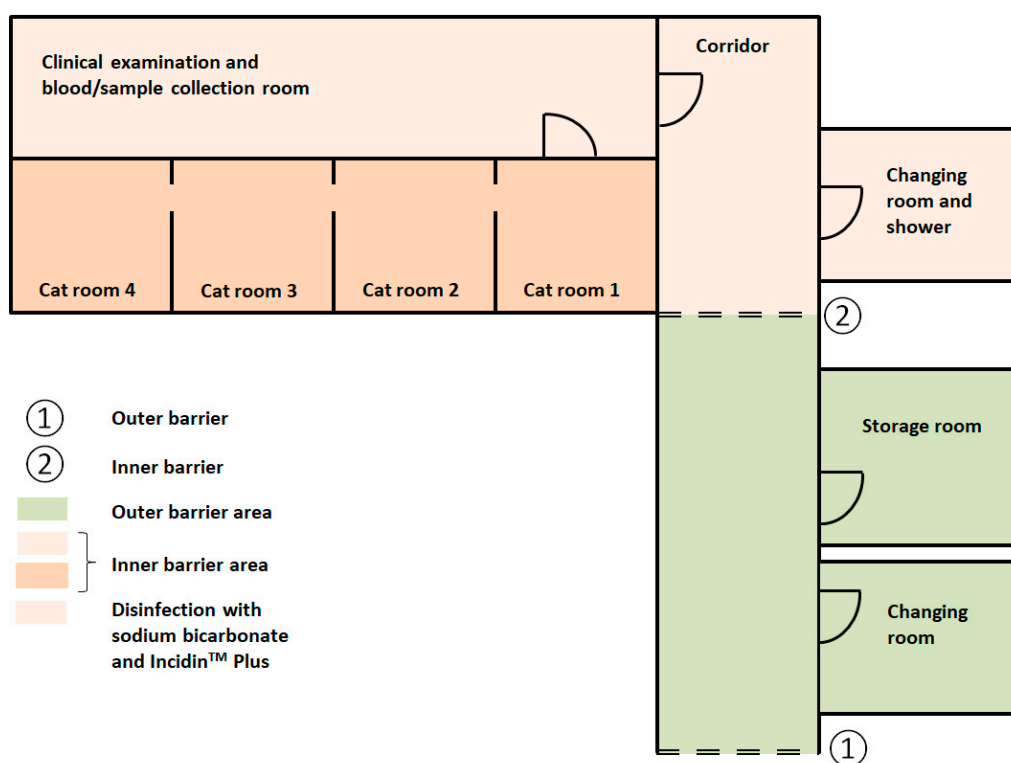 Clinical examination and
blood/sample collection room
Corridor
Changing
room and
shower
Cat room 4
Cat room 3
Cat room 2
Cat room 1
2
Storage room
Changing
room
1
1 Outer barrier
2 Inner barrier
Outer barrier area
Inner barrier area
Disinfection with
sodium bicarbonate
and Incidin™ Plus